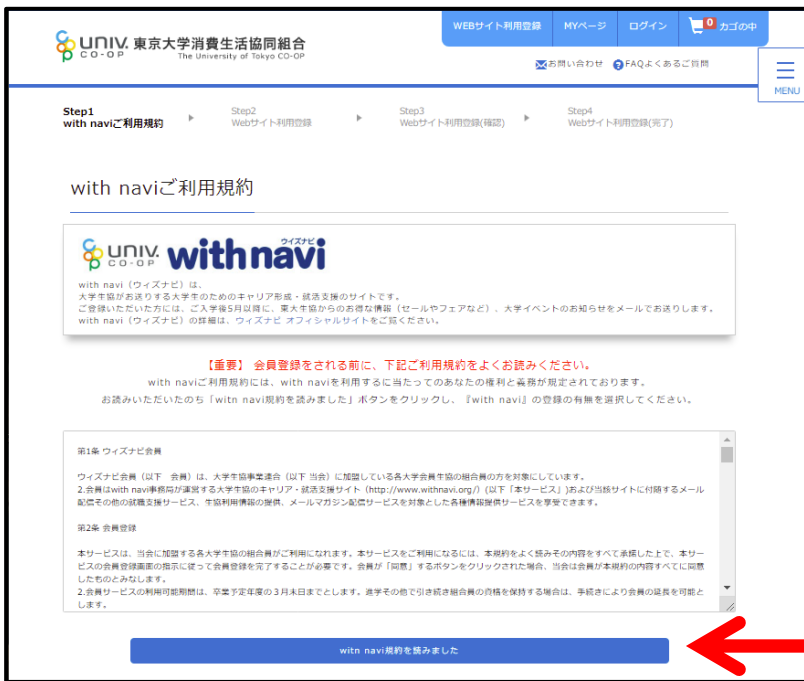 WEBサイト利用登録 MYページ ログイン 0 カゴの中
UNIV. CO-OP 東京大学消費生活協同組合
The University of Tokyo CO-OP
お問い合わせ ? FAQよくあるご質問
MENU
Step1 Step2 Step3 Step4
with naviご利用規約 Webサイト利用登録 Webサイト利用登録(確認) Webサイト利用登録(完了)
with naviご利用規約
UNIV. CO-OP ウィズナビ withnavi
with navi（ウィズナビ）は、
大学生協がお送りする大学生のためのキャリア形成・就活支援のサイトです。
ご登録いただいた方には、ご入学後5月以降に、東大生協からのお得な情報（セールやフェアなど）、大学イベントのお知らせをメールでお送りします。
with navi（ウィズナビ）の詳細は、ウィズナビ オフィシャルサイトをご覧ください。
【重要】 会員登録をされる前に、下記ご利用規約をよくお読みください。
with naviご利用規約には、with naviを利用するに当たってのあなたの権利と義務が規定されております。
お読みいただいたのち「witn navi規約を読みました」ボタンをクリックし、『with navi』の登録の有無を選択してください。
第1条 ウィズナビ会員
ウィズナビ会員（以下　会員）は、大学生協事業連合（以下 当会）に加盟している各大学会員生協の組合員の方を対象にしています。
2.会員はwith navi事務局が運営する大学生協のキャリア・就活支援サイト（http://www.withnavi.org/）(以下「本サービス」)および当該サイトに付随するメール
配信その他の就職支援サービス、生協利用情報の提供、メールマガジン配信サービスを対象とした各種情報提供サービスを享受できます。
第2条 会員登録
本サービスは、当会に加盟する各大学生協の組合員がご利用になれます。本サービスをご利用になるには、本規約をよく読みその内容をすべて承諾した上で、本サー
ビスの会員登録画面の指示に従って会員登録を完了することが必要です。会員が「同意」するボタンをクリックされた場合、当会は会員が本規約の内容すべてに同意
したものとみなします。
2.会員サービスの利用可能期間は、卒業予定年度の３月末日までとします。進学その他で引き続き組合員の資格を保持する場合は、手続きにより会員の延長を可能と
します。
witn navi規約を読みました